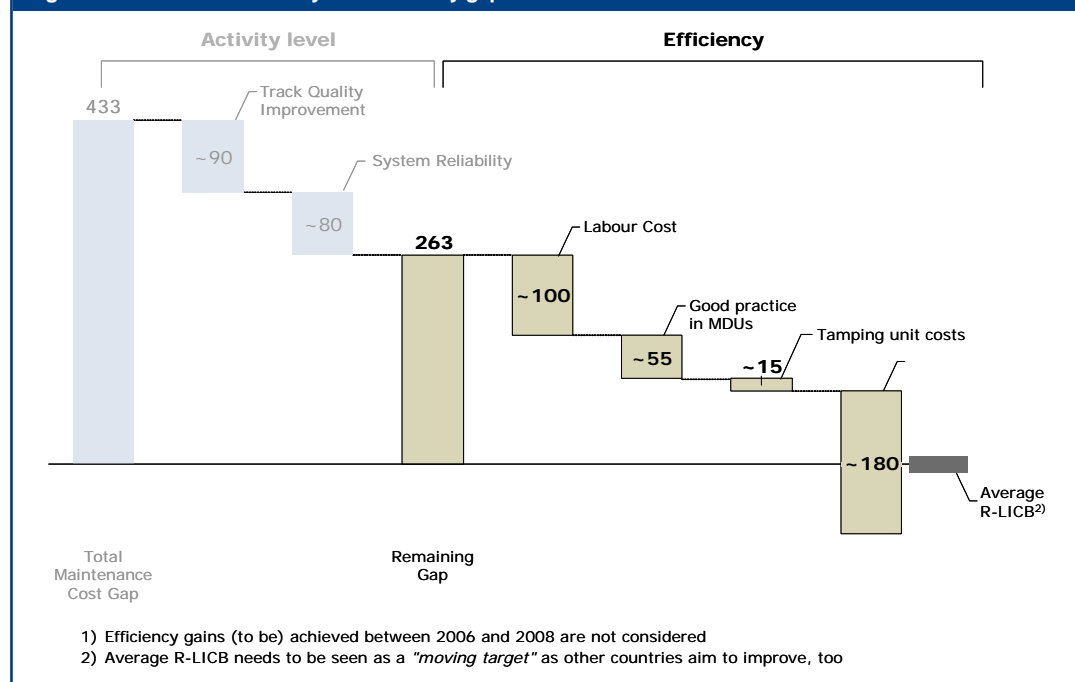 Activity level
Efficiency
433
Track Quality
Improvement
~90
System Reliability
~80
263
Labour Cost
~100
Good practice
in MDUs
~55
Tamping unit costs
~15
~180
Average
R-LICB2)
Total
Maintenance
Cost Gap
Remaining
Gap
1) Efficiency gains (to be) achieved between 2006 and 2008 are not considered
2) Average R-LICB needs to be seen as a "moving target" as other countries aim to improve, too